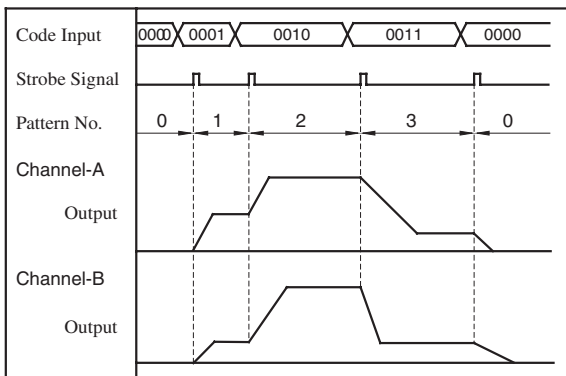 Code Input 0000 0001 0010 0011 0000
Strobe Signal
Pattern No. 0 1 2 3 0
Channel-A
Output
Channel-B
Output